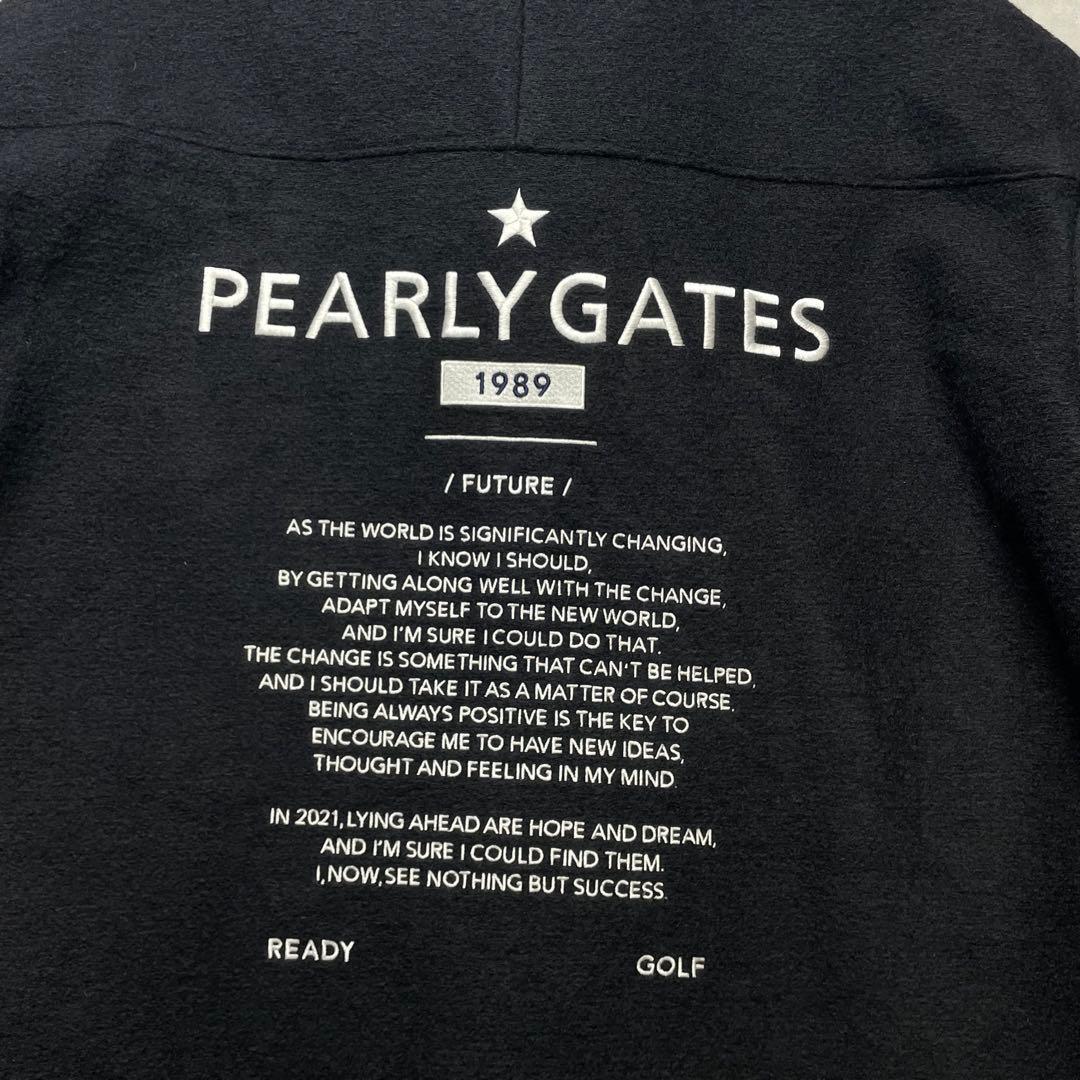 PEARLY GATES
1989
/ FUTURE /
AS THE WORLD IS SIGNIFICANTLY CHANGING,
I KNOW I SHOULD,
BY GETTING ALONG WELL WITH THE CHANGE,
ADAPT MYSELF TO THE NEW WORLD,
AND I'M SURE I COULD DO THAT.
THE CHANGE IS SOMETHING THAT CAN'T BE HELPED,
AND I SHOULD TAKE IT AS A MATTER OF COURSE.
BEING ALWAYS POSITIVE IS THE KEY TO
ENCOURAGE ME TO HAVE NEW IDEAS,
THOUGHT AND FEELING IN MY MIND.
IN 2021, LYING AHEAD ARE HOPE AND DREAM,
AND I'M SURE I COULD FIND THEM.
I, NOW, SEE NOTHING BUT SUCCESS.
READY GOLF